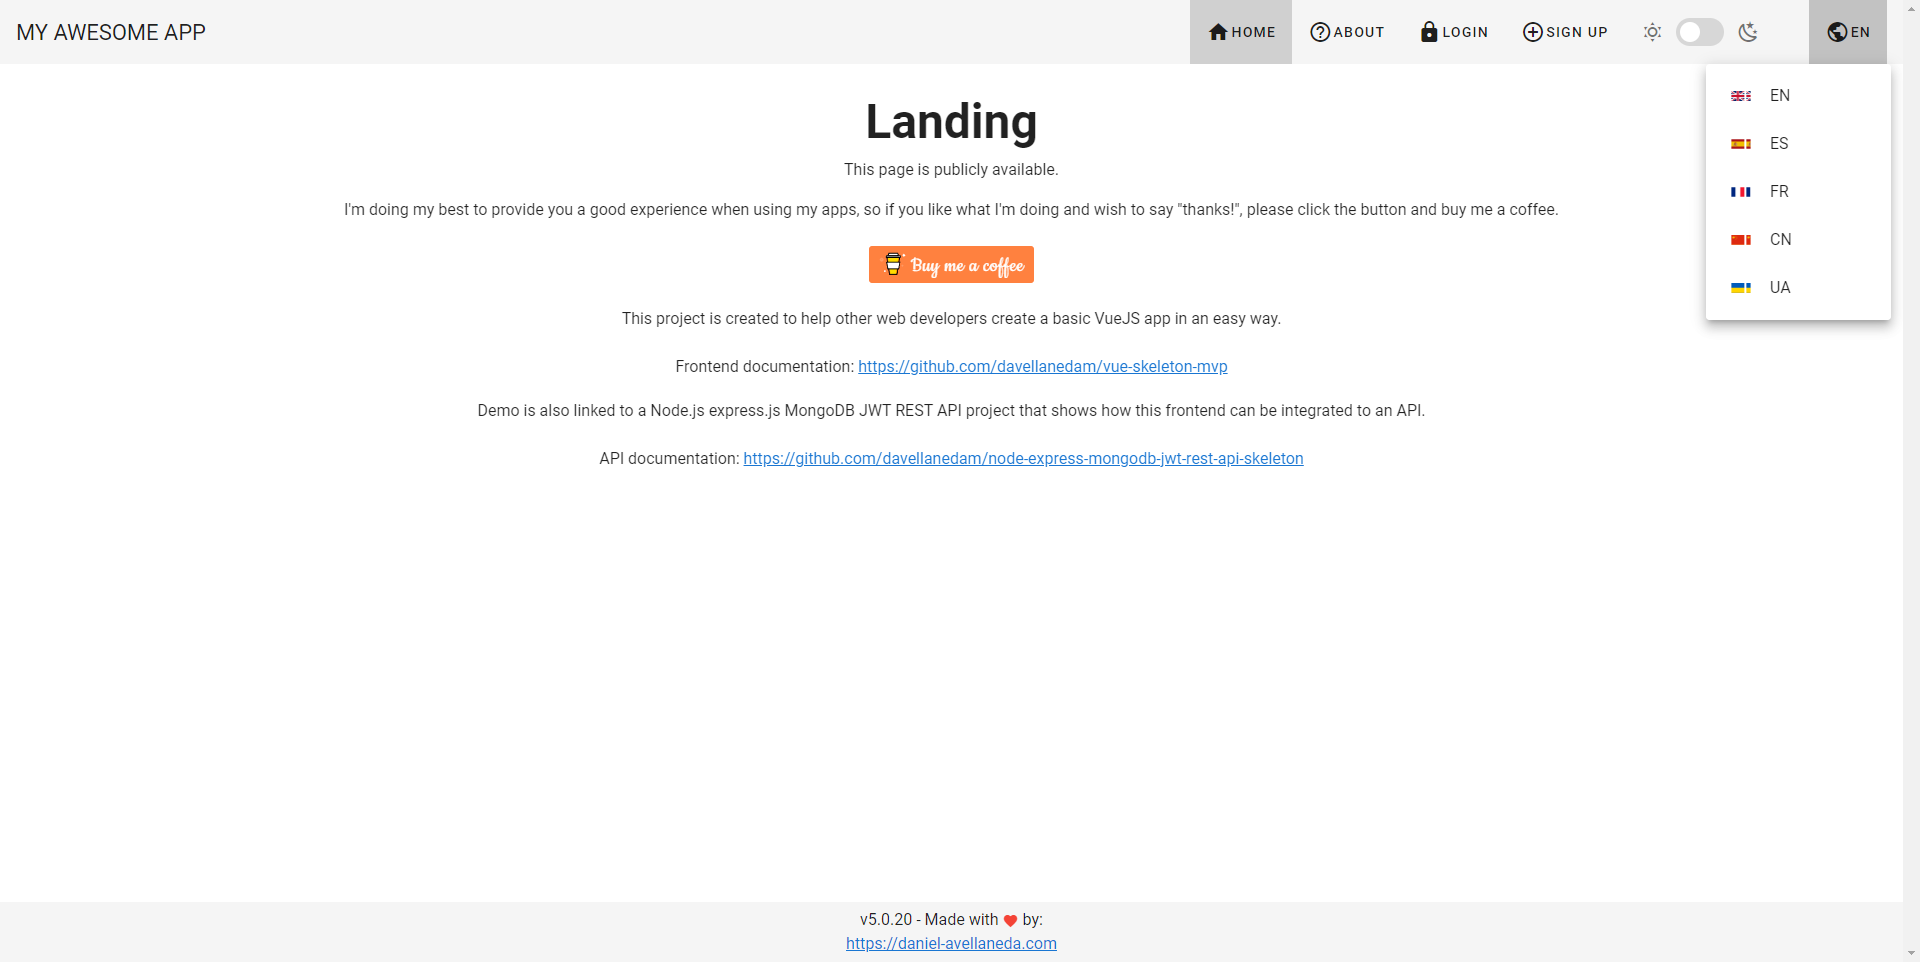 MY AWESOME APP
HOME
ABOUT
LOGIN
SIGN UP
EN
EN
ES
FR
CN
UA
Landing
This page is publicly available.
I'm doing my best to provide you a good experience when using my apps, so if you like what I'm doing and wish to say "thanks!", please click the button and buy me a coffee.
Buy me a coffee
This project is created to help other web developers create a basic VueJS app in an easy way.
Frontend documentation: https://github.com/davellanedam/vue-skeleton-mvp
Demo is also linked to a Node.js express.js MongoDB JWT REST API project that shows how this frontend can be integrated to an API.
API documentation: https://github.com/davellanedam/node-express-mongodb-jwt-rest-api-skeleton
v5.0.20 - Made with by:
https://daniel-avellaneda.com